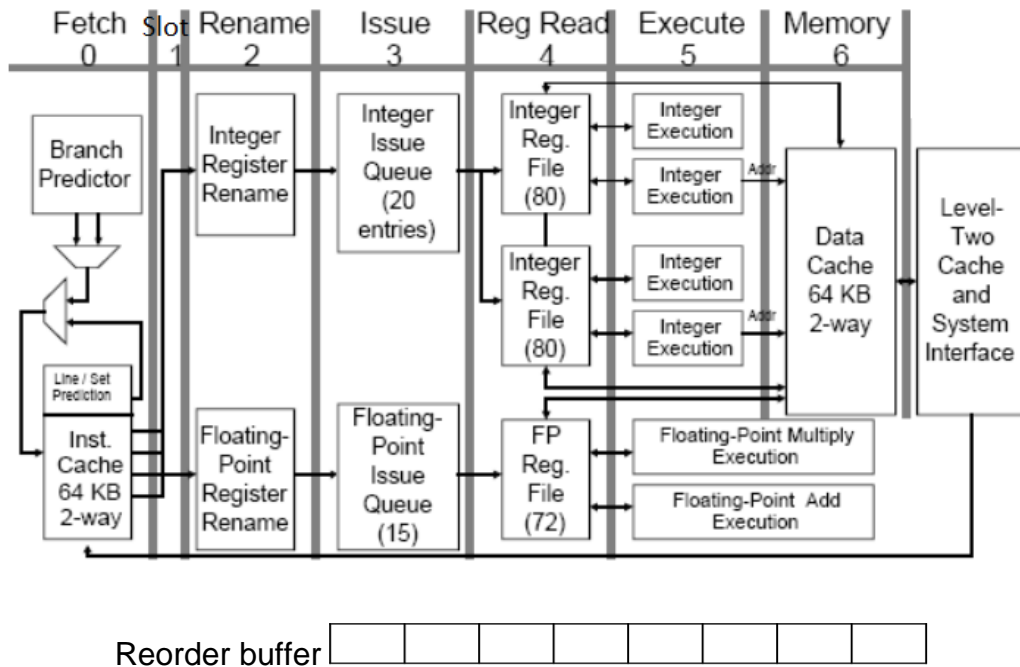 Fetch
Slot
Rename
Issue
Reg Read
Execute
Memory
0
1
2
3
4
5
6
Branch
Predictor
Line / Set
Prediction
Inst.
Cache
64 KB
2-way
Integer
Register
Rename
Floating-
Point
Register
Rename
Integer
Issue
Queue
(20
entries)
Floating-
Point
Issue
Queue
(15)
Integer
Reg.
File
(80)
Integer
Reg.
File
(80)
FP
Reg.
File
(72)
Integer
Execution
Integer
Execution
Addr
Integer
Execution
Integer
Execution
Addr
Floating-Point Multiply
Execution
Floating-Point Add
Execution
Data
Cache
64 KB
2-way
Level-
Two
Cache
and
System
Interface
Reorder buffer